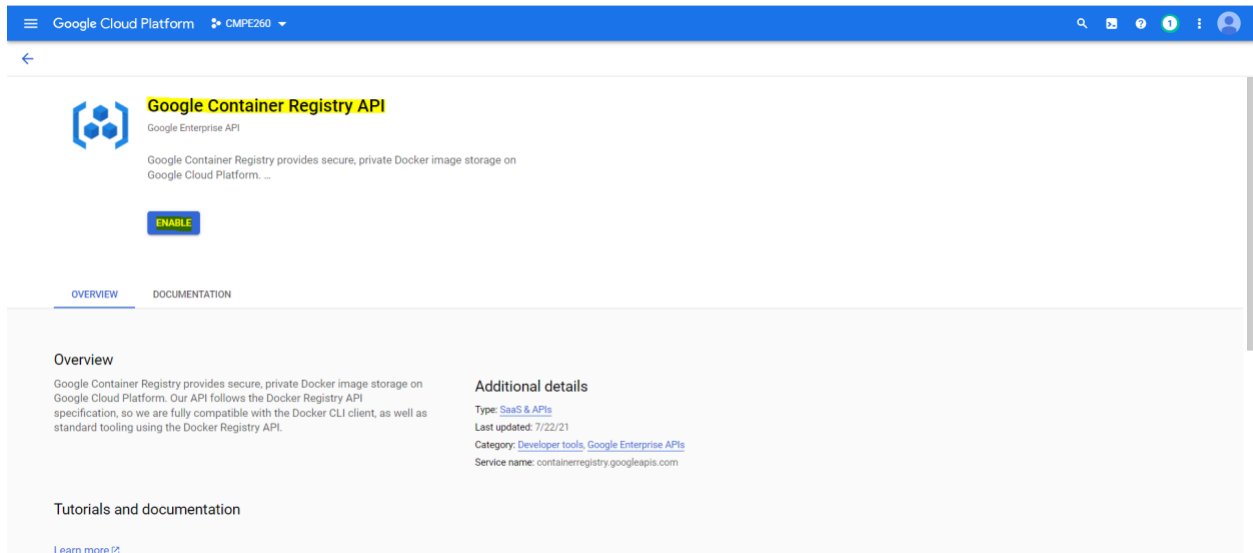 Google Cloud Platform CMPE260
1
Google Container Registry API
Google Enterprise API
Google Container Registry provides secure, private Docker image storage on
Google Cloud Platform. ...
ENABLE
OVERVIEW DOCUMENTATION
Overview
Google Container Registry provides secure, private Docker image storage on
Google Cloud Platform. Our API follows the Docker Registry API
specification, so we are fully compatible with the Docker CLI client, as well as
standard tooling using the Docker Registry API.
Additional details
Type: SaaS & APIs
Last updated: 7/22/21
Category: Developer tools, Google Enterprise APIs
Service name: containerregistry.googleapis.com
Tutorials and documentation
Learn more